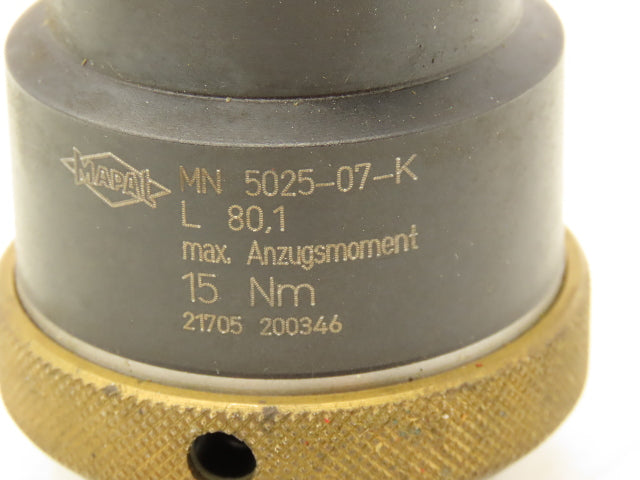 MAPAL MN 5025-07-K
L 80,1
max. Anzugsmoment
15 Nm
21705 200346